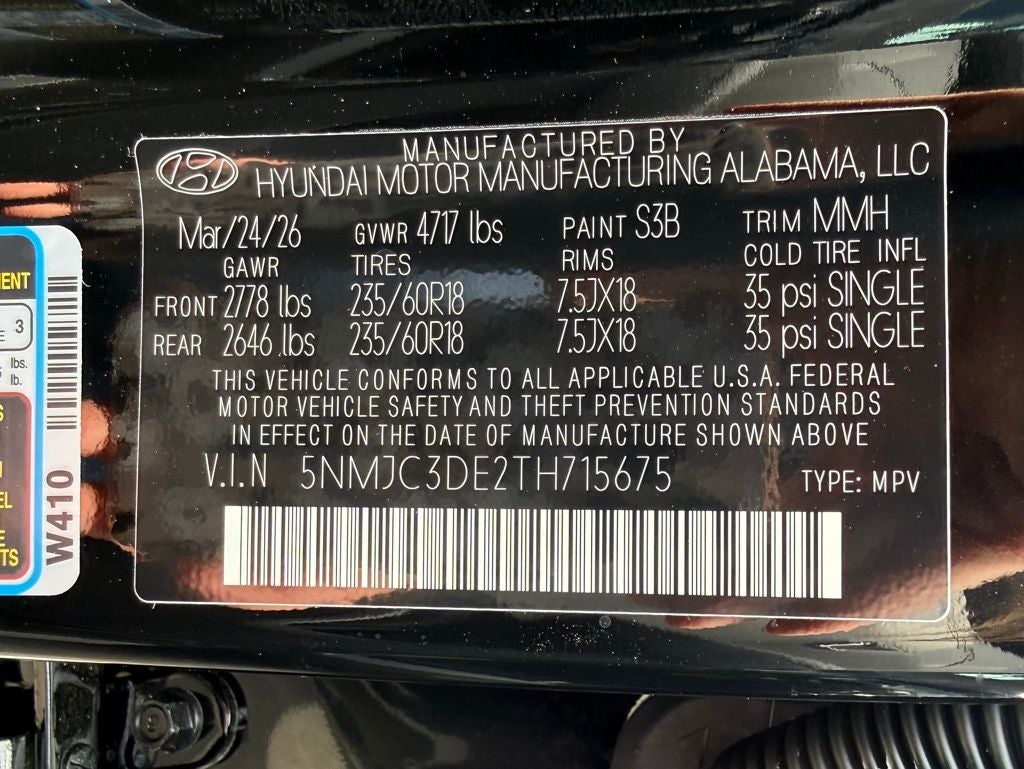 MANUFACTURED BY
HYUNDAI MOTOR MANUFACTURING ALABAMA, LLC
Mar/24/26 GVWR 4717 lbs PAINT S3B TRIM MMH
GAWR TIRES RIMS COLD TIRE INFL
FRONT 2778 lbs 235/60R18 7.5JX18 35 psi SINGLE
REAR 2646 lbs 235/60R18 7.5JX18 35 psi SINGLE
THIS VEHICLE CONFORMS TO ALL APPLICABLE U.S.A. FEDERAL
MOTOR VEHICLE SAFETY AND THEFT PREVENTION STANDARDS
IN EFFECT ON THE DATE OF MANUFACTURE SHOWN ABOVE
V.I.N 5NMJC3DE2TH715675 TYPE: MPV
3
lbs.
lb.
W410